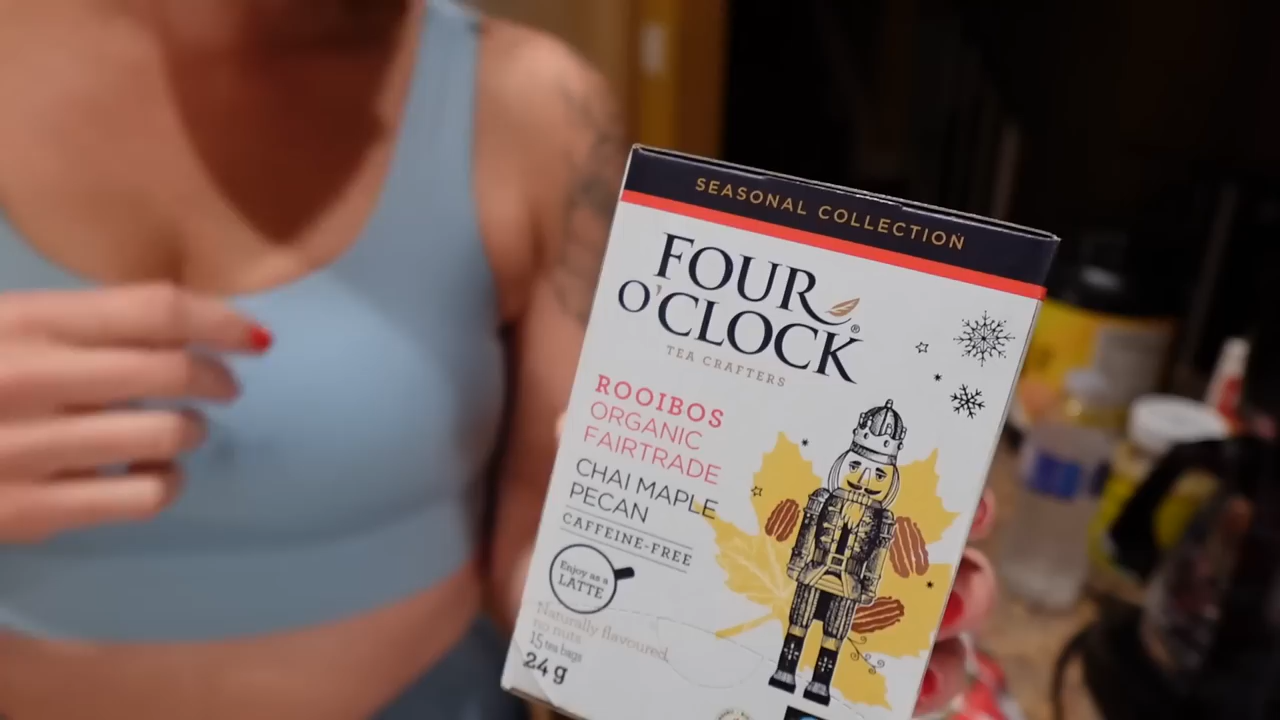 SEASONAL COLLECTION
FOUR
O'CLOCK®
TEA CRAFTERS
ROOIBOS
ORGANIC
FAIRTRADE
CHAI MAPLE
PECAN
CAFFEINE-FREE
Enjoy as a
LATTE
Naturally flavoured,
no nuts
15 tea bags
24 g